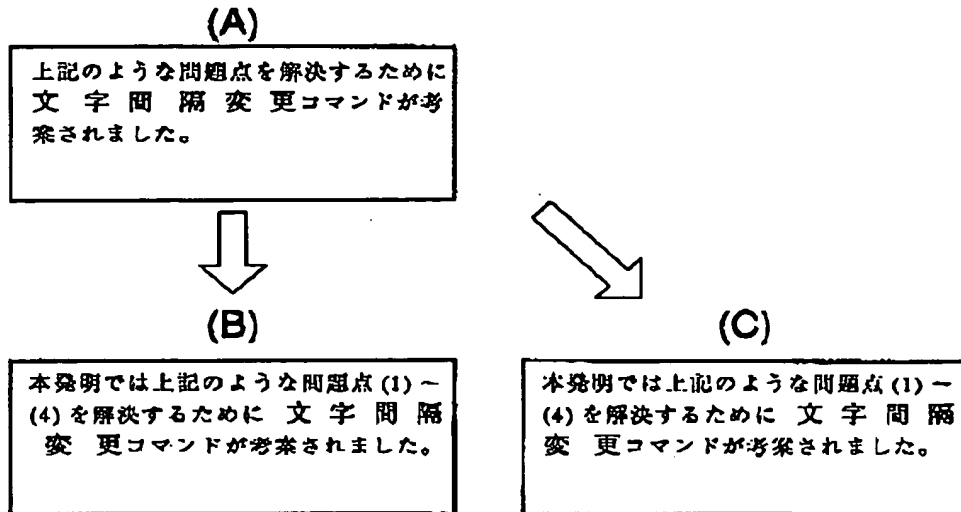 (A)
上記のような問題点を解決するために
文 字 間 隔 変 更コマンドが考
案されました。
(B)
本発明では上記のような問題点(1)~
(4)を解決するために 文 字 間 隔
変 更コマンドが考案されました。
(C)
本発明では上記のような問題点(1)~
(4)を解決するために 文 字 間 隔
変 更コマンドが考案されました。